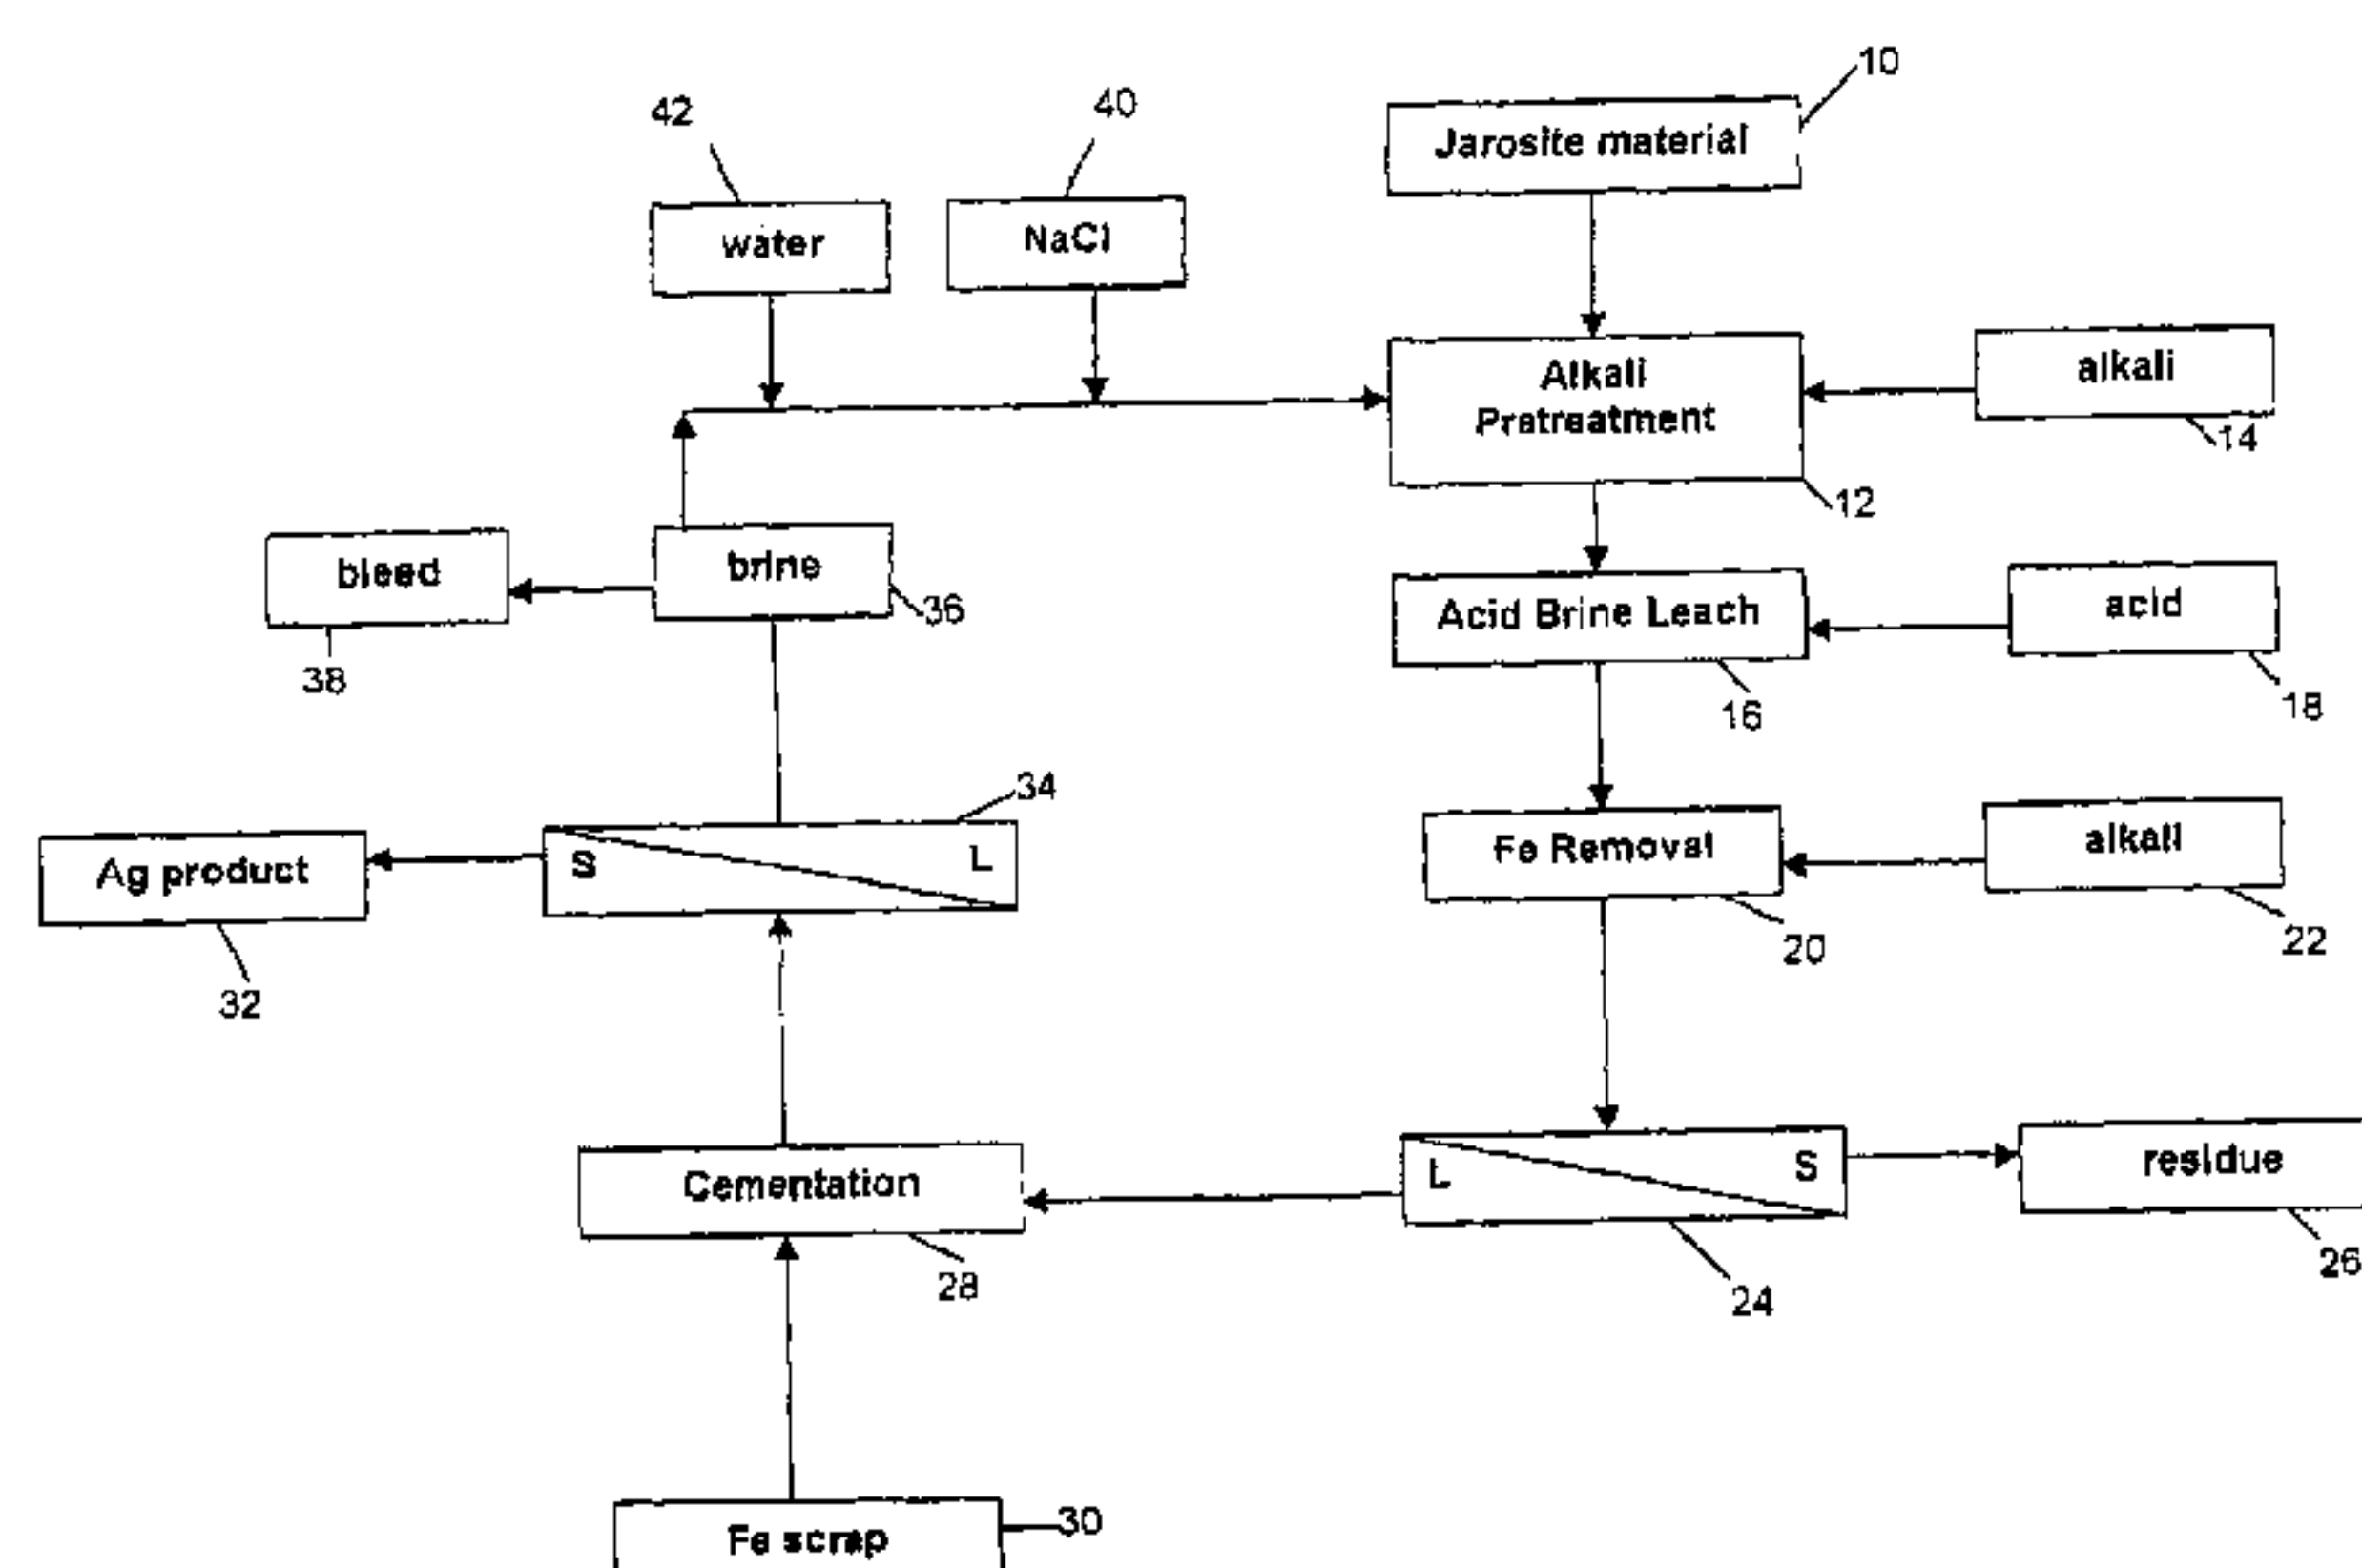 10
42
40
Jarosite material
water
NaCl
Alkali
Pretreatment
alkali
14
12
bleed
brine
36
38
Acid Brine Leach
acid
16
18
34
Ag product
S
L
Fe Removal
alkali
32
20
22
Cementation
L
S
residue
28
24
26
Fe scrap
30